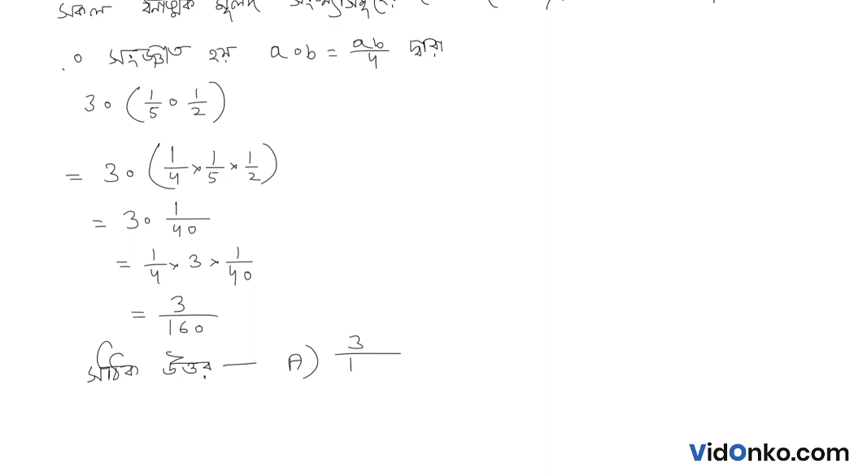 সকল ধনাত্মক মূলদ
∘ সংজ্ঞাত হয় a∘b = ab/4 দ্বারা
3∘(1/5 ∘ 1/2)
= 3∘(1/4 × 1/5 × 1/2)
= 3∘ 1/40
= 1/4 × 3 × 1/40
= 3/160
সঠিক উত্তর — A) 3/1
VidOnko.com